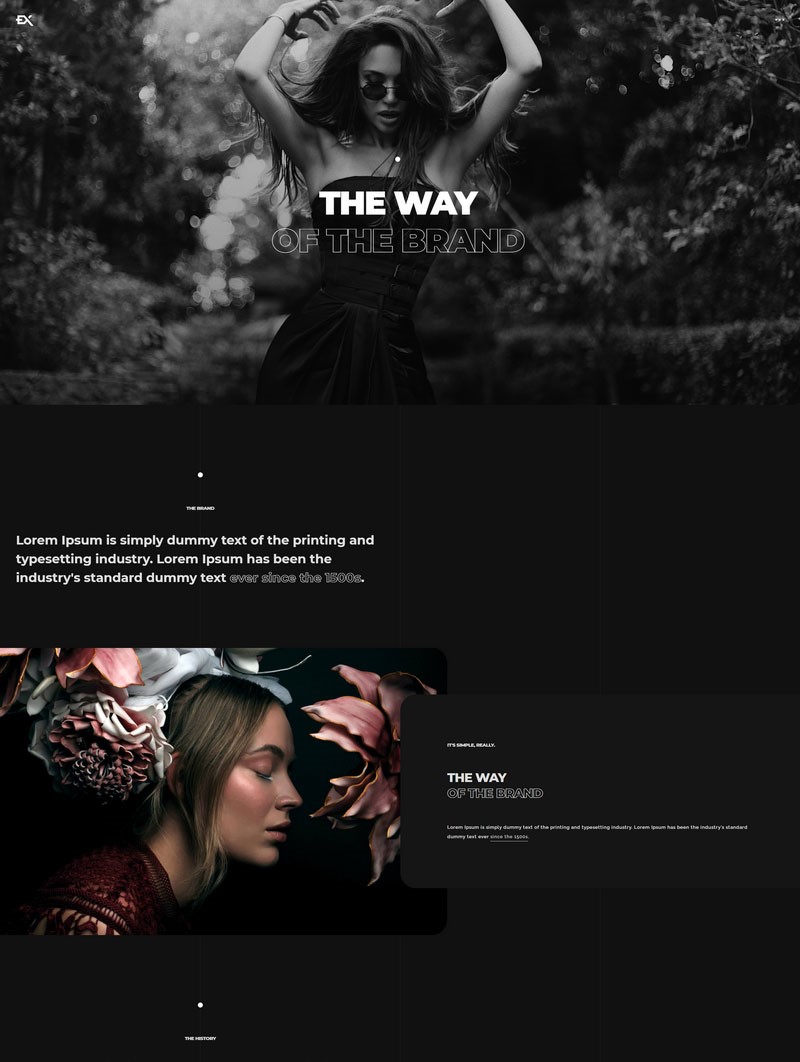 EX
THE WAY
OF THE BRAND
THE BRAND
Lorem Ipsum is simply dummy text of the printing and
typesetting industry. Lorem Ipsum has been the
industry's standard dummy text ever since the 1500s.
IT'S SIMPLE, REALLY.
THE WAY
OF THE BRAND
Lorem Ipsum is simply dummy text of the printing and typesetting industry. Lorem Ipsum has been the industry's standard
dummy text ever since the 1500s.
THE HISTORY